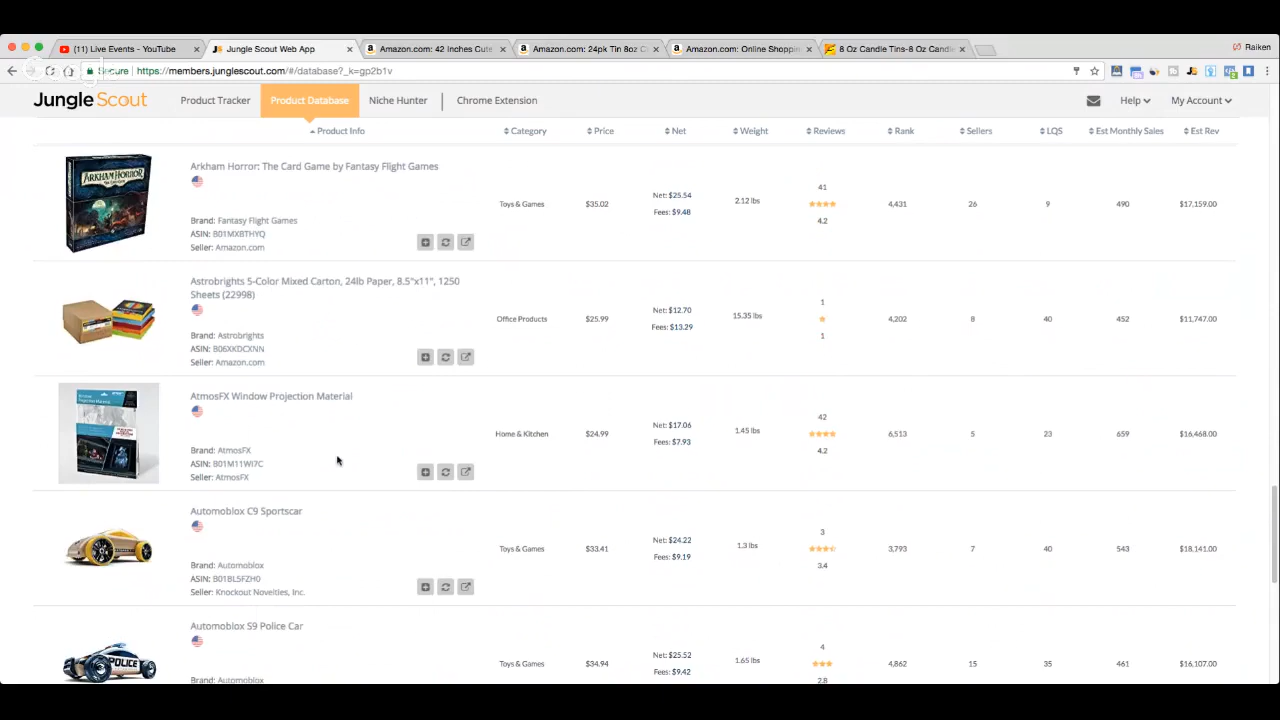 (11) Live Events - YouTube
Jungle Scout Web App
Amazon.com: 42 Inches Cute
Amazon.com: 24pk Tin 8oz C
Amazon.com: Online Shoppin
8 Oz Candle Tins-8 Oz Candle
Raiken
Secure https://members.junglescout.com/#/database?_k=gp2b1v
Jungle Scout
Product Tracker
Product Database
Niche Hunter
Chrome Extension
Help
My Account
Product Info
Category
Price
Net
Weight
Reviews
Rank
Sellers
LQS
Est Monthly Sales
Est Rev
ARKHAM HORROR
Arkham Horror: The Card Game by Fantasy Flight Games
Brand: Fantasy Flight Games
ASIN: B01MXBTHYQ
Seller: Amazon.com
Toys & Games
$35.02
Net: $25.54
Fees: $9.48
2.12 lbs
41
4.2
4,431
26
9
490
$17,159.00
Astrobrights 5-Color Mixed Carton, 24lb Paper, 8.5"x11", 1250
Sheets (22998)
Brand: Astrobrights
ASIN: B06XKDCXNN
Seller: Amazon.com
Office Products
$25.99
Net: $12.70
Fees: $13.29
15.35 lbs
1
1
4,202
8
40
452
$11,747.00
AtmosFX Window Projection Material
Brand: AtmosFX
ASIN: B01M11WI7C
Seller: AtmosFX
Home & Kitchen
$24.99
Net: $17.06
Fees: $7.93
1.45 lbs
42
4.2
6,513
5
23
659
$16,468.00
Automoblox C9 Sportscar
Brand: Automoblox
ASIN: B01BL5FZH0
Seller: Knockout Novelties, Inc.
Toys & Games
$33.41
Net: $24.22
Fees: $9.19
1.3 lbs
3
3.4
3,793
7
40
543
$18,141.00
Automoblox S9 Police Car
Brand: Automoblox
POLICE
Toys & Games
$34.94
Net: $25.52
Fees: $9.42
1.65 lbs
4
2.8
4,862
15
35
461
$16,107.00